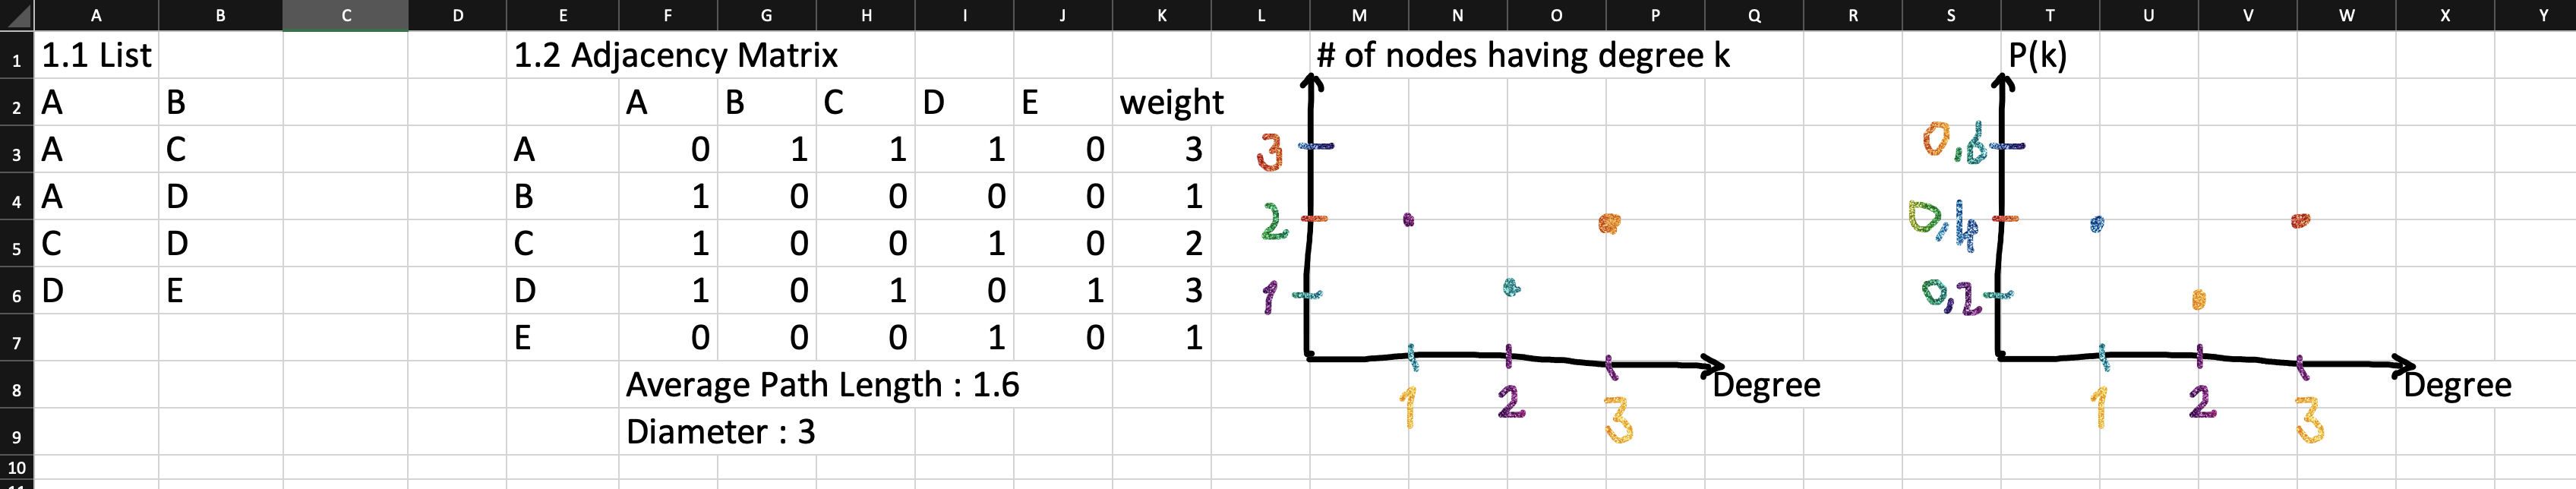 A B C D E F G H I J K L M N O P Q R S T U V W X Y
1 1.1 List 1.2 Adjacency Matrix # of nodes having degree k P(k)
2 A B A B C D E weight
3 A C A 0 1 1 1 0 3 3 0,6
4 A D B 1 0 0 0 0 1
2 0,4
5 C D C 1 0 0 1 0 2
6 D E D 1 0 1 0 1 3 1 0,2
7 E 0 0 0 1 0 1
8 Average Path Length : 1.6 Degree Degree
1 2 3 1 2 3
9 Diameter : 3
10
11